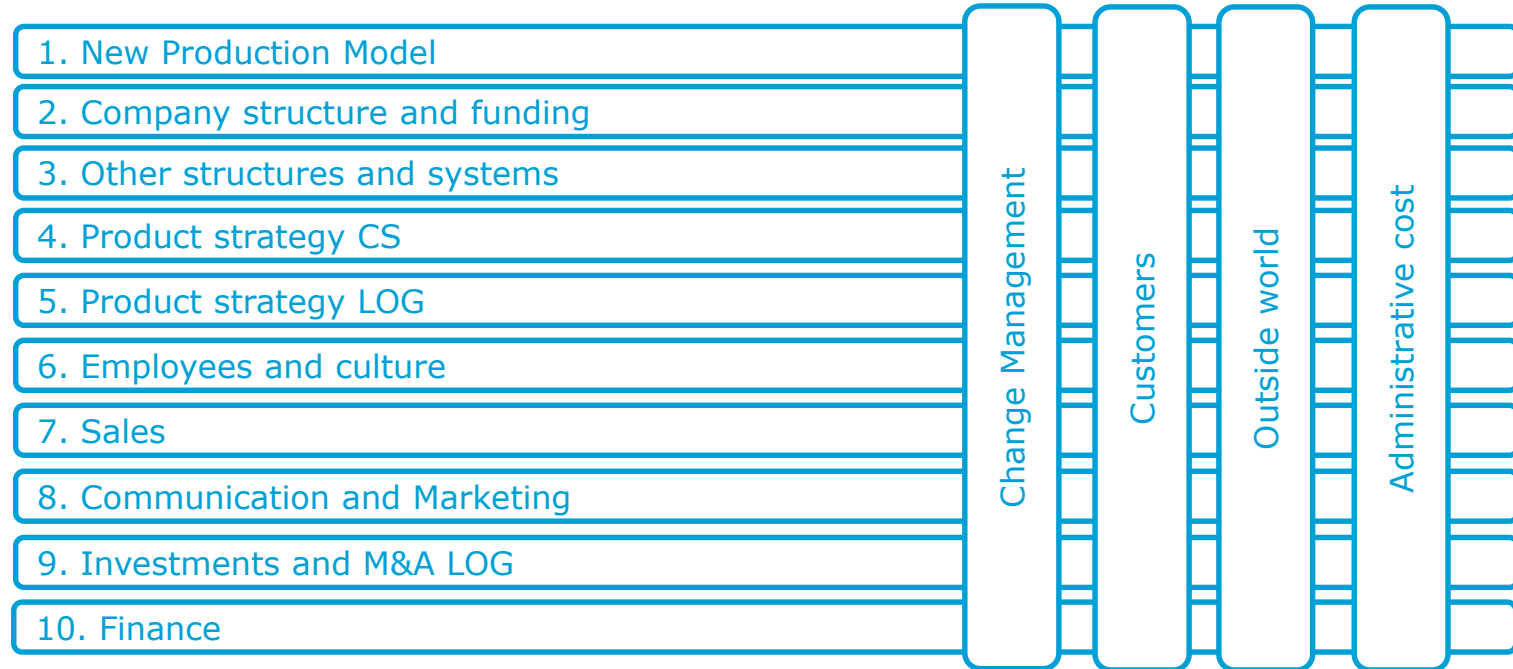 1. New Production Model
2. Company structure and funding
3. Other structures and systems
4. Product strategy CS
5. Product strategy LOG
6. Employees and culture
7. Sales
8. Communication and Marketing
9. Investments and M&A LOG
10. Finance
Change Management
Customers
Outside world
Administrative cost